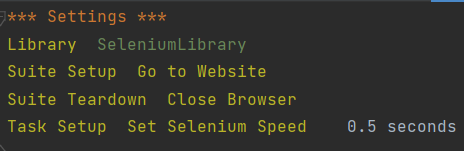 *** Settings ***
Library  SeleniumLibrary
Suite Setup  Go to Website
Suite Teardown  Close Browser
Task Setup  Set Selenium Speed    0.5 seconds